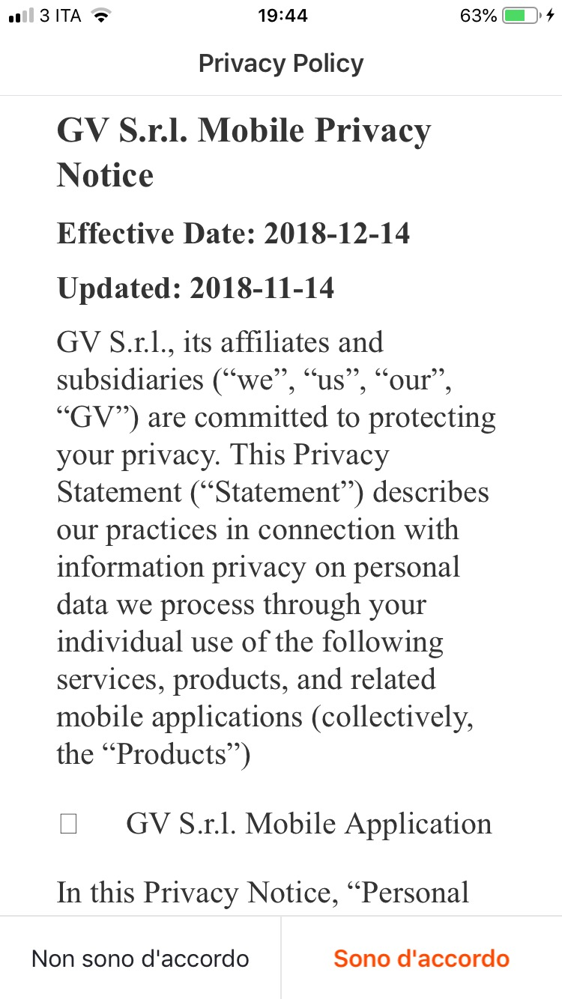 3 ITA
19:44
63%
Privacy Policy
GV S.r.l. Mobile Privacy
Notice
Effective Date: 2018-12-14
Updated: 2018-11-14
GV S.r.l., its affiliates and
subsidiaries (“we”, “us”, “our”,
“GV”) are committed to protecting
your privacy. This Privacy
Statement (“Statement”) describes
our practices in connection with
information privacy on personal
data we process through your
individual use of the following
services, products, and related
mobile applications (collectively,
the “Products”)
GV S.r.l. Mobile Application
In this Privacy Notice, “Personal
Non sono d'accordo
Sono d'accordo